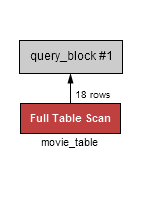 query_block #1
18 rows
Full Table Scan
movie_table